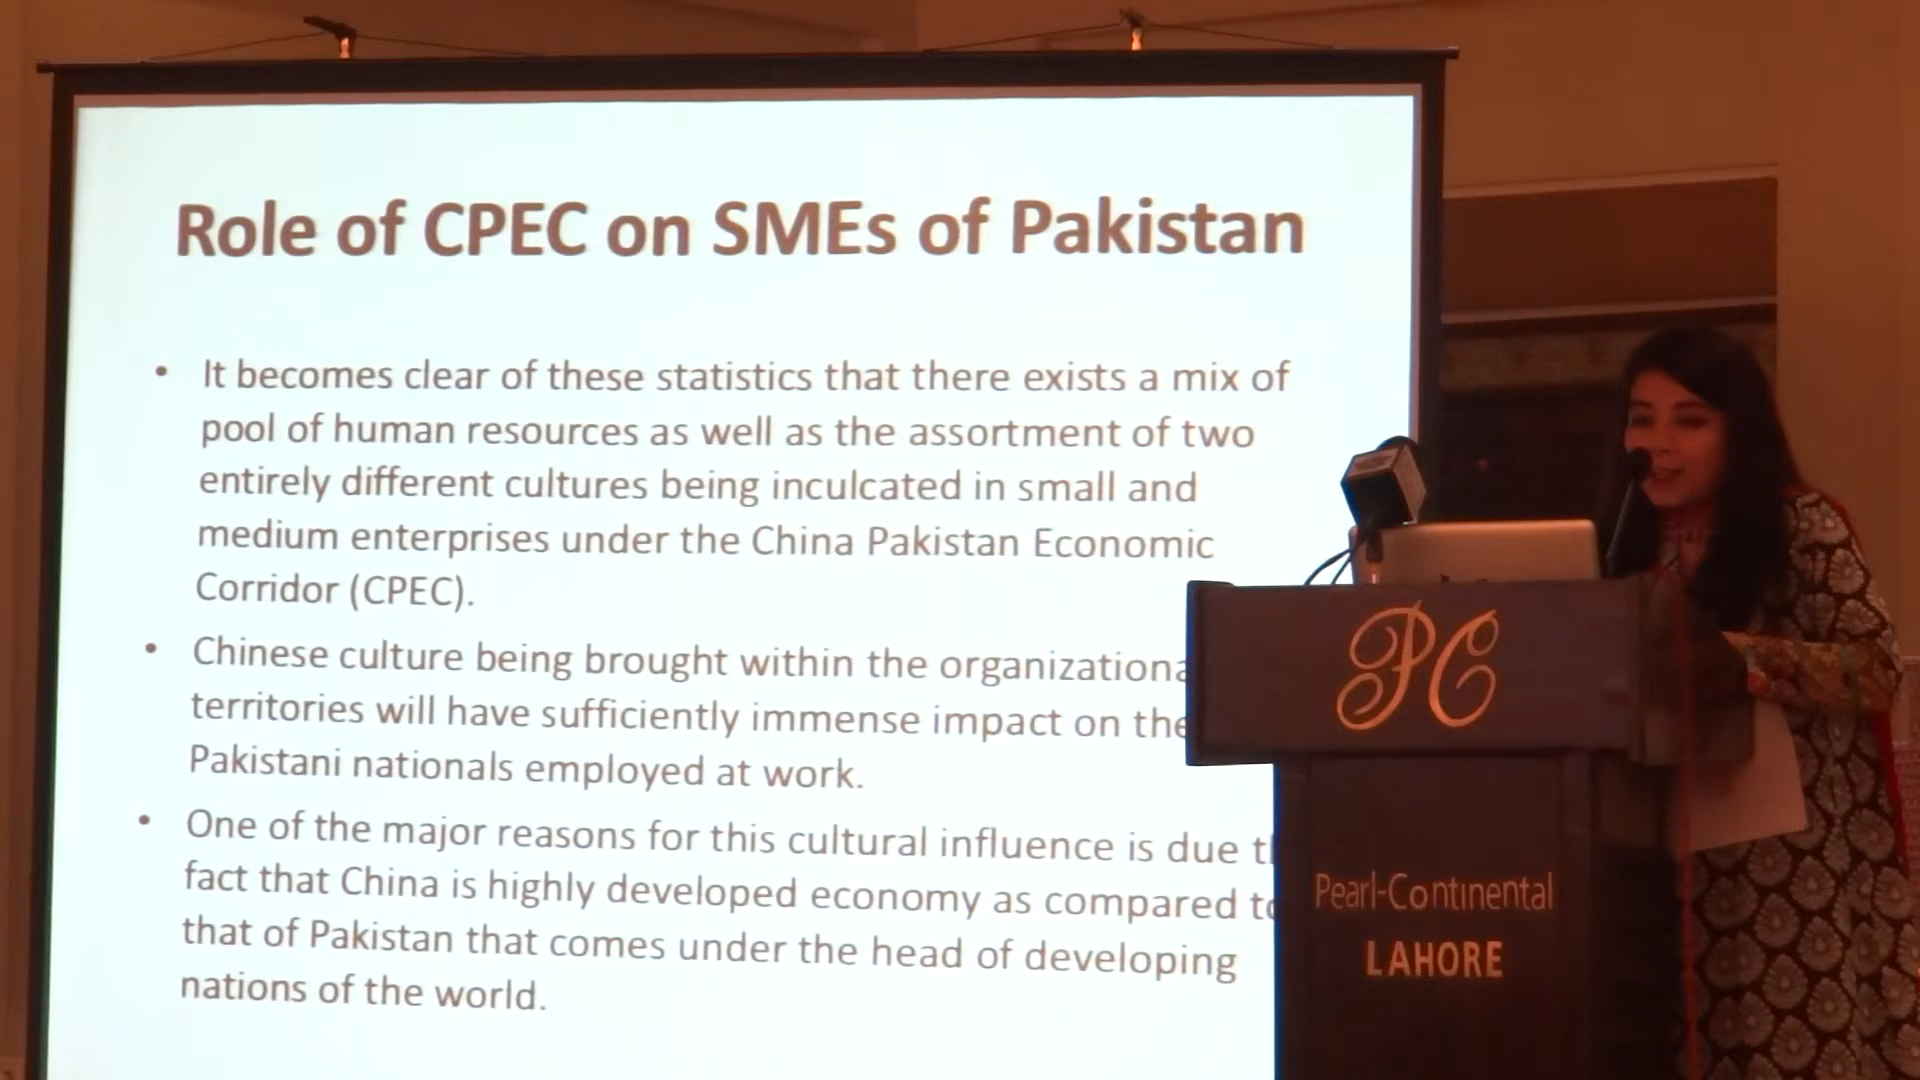 Role of CPEC on SMEs of Pakistan
• It becomes clear of these statistics that there exists a mix of
pool of human resources as well as the assortment of two
entirely different cultures being inculcated in small and
medium enterprises under the China Pakistan Economic
Corridor (CPEC).
• Chinese culture being brought within the organizationa
territories will have sufficiently immense impact on the
Pakistani nationals employed at work.
• One of the major reasons for this cultural influence is due t
fact that China is highly developed economy as compared to
that of Pakistan that comes under the head of developing
nations of the world.
PC
Pearl-Continental
LAHORE